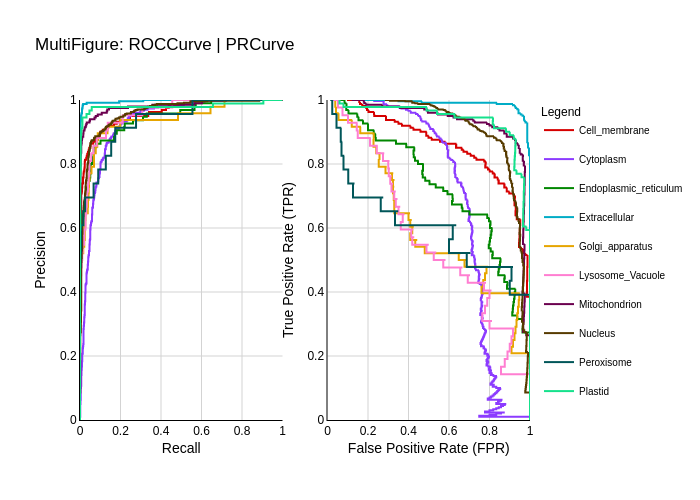 MultiFigure: ROCCurve | PRCurve
Precision
1
0.8
0.6
0.4
0.2
0
0 0.2 0.4 0.6 0.8 1
Recall
True Positive Rate (TPR)
1
0.8
0.6
0.4
0.2
0
0 0.2 0.4 0.6 0.8 1
False Positive Rate (FPR)
Legend
Cell_membrane
Cytoplasm
Endoplasmic_reticulum
Extracellular
Golgi_apparatus
Lysosome_Vacuole
Mitochondrion
Nucleus
Peroxisome
Plastid